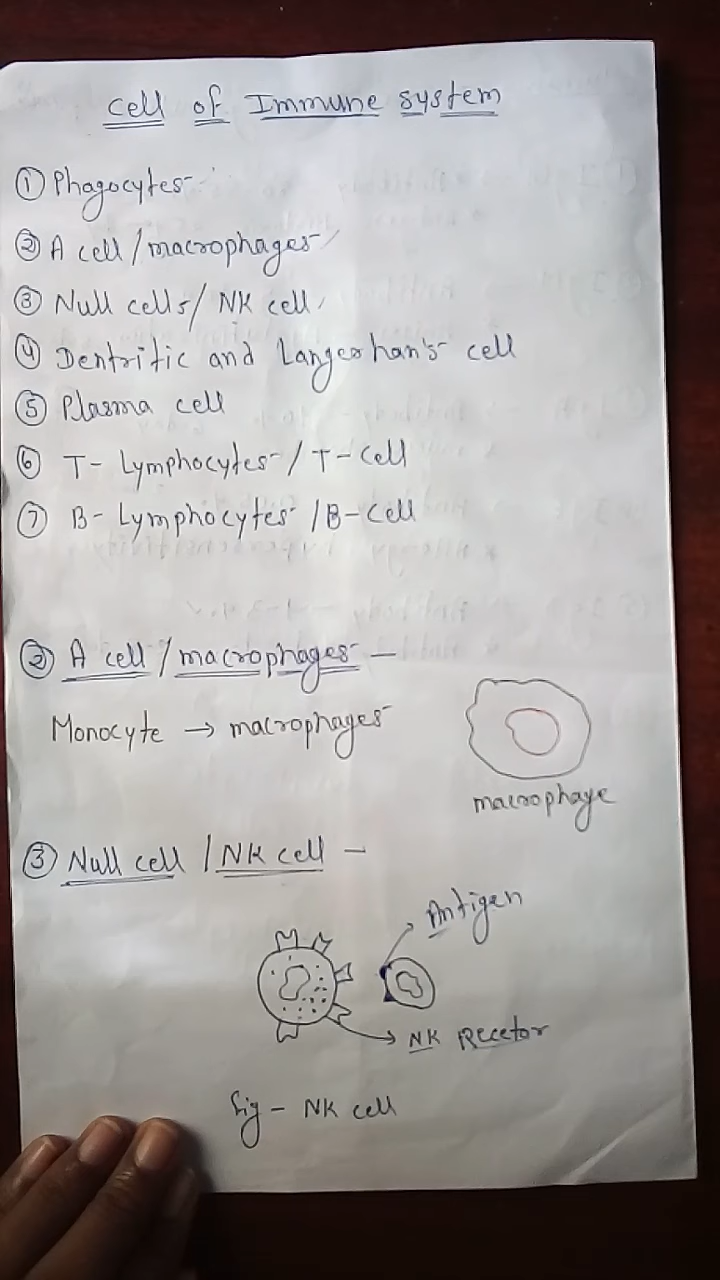 Cell of Immune system
① Phagocytes
② A cell / macrophages
③ Null cells / NK cell
④ Dentritic and Langerhan's cell
⑤ Plasma cell
⑥ T- Lymphocytes / T-cell
⑦ B- Lymphocytes / B-cell
② A cell / macrophages -
Monocyte → macrophages
macrophage
③ Null cell / NK cell -
Antigen
NK Recetor
Fig - NK cell